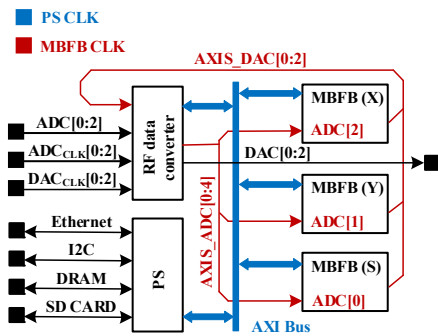 PS CLK
MBFB CLK
AXIS_DAC[0:2]
ADC[0:2]
ADCCLK[0:2]
DACCLK[0:2]
RF data
converter
MBFB (X)
ADC[2]
DAC[0:2]
MBFB (Y)
ADC[1]
AXIS_ADC[0:4]
Ethernet
I2C
DRAM
SD CARD
PS
MBFB (S)
ADC[0]
AXI Bus